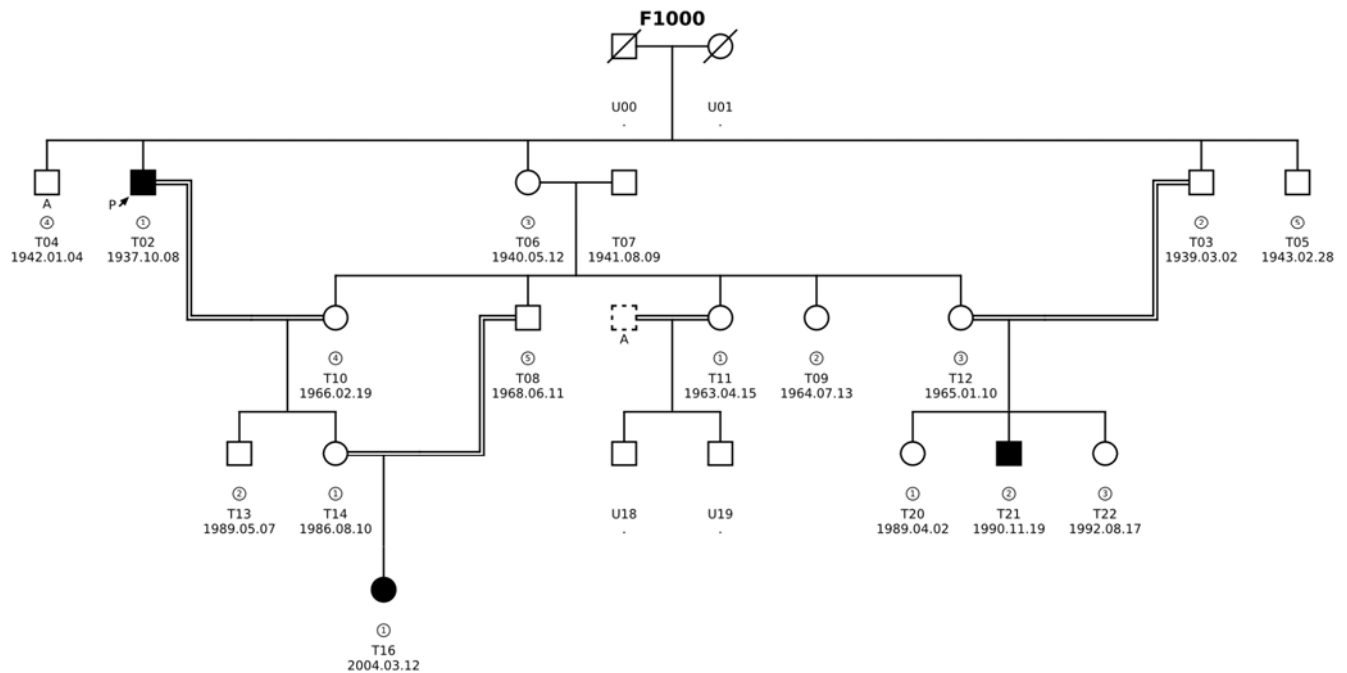 F1000
U00 U01
. .
A P
④ ① ③ ② ⑤
T04 T02 T06 T07 T03 T05
1942.01.04 1937.10.08 1940.05.12 1941.08.09 1939.03.02 1943.02.28
A
④ ⑤ ① ② ③
T10 T08 T11 T09 T12
1966.02.19 1968.06.11 1963.04.15 1964.07.13 1965.01.10
② ① ① ② ③
T13 T14 U18 U19 T20 T21 T22
1989.05.07 1986.08.10 . . 1989.04.02 1990.11.19 1992.08.17
①
T16
2004.03.12